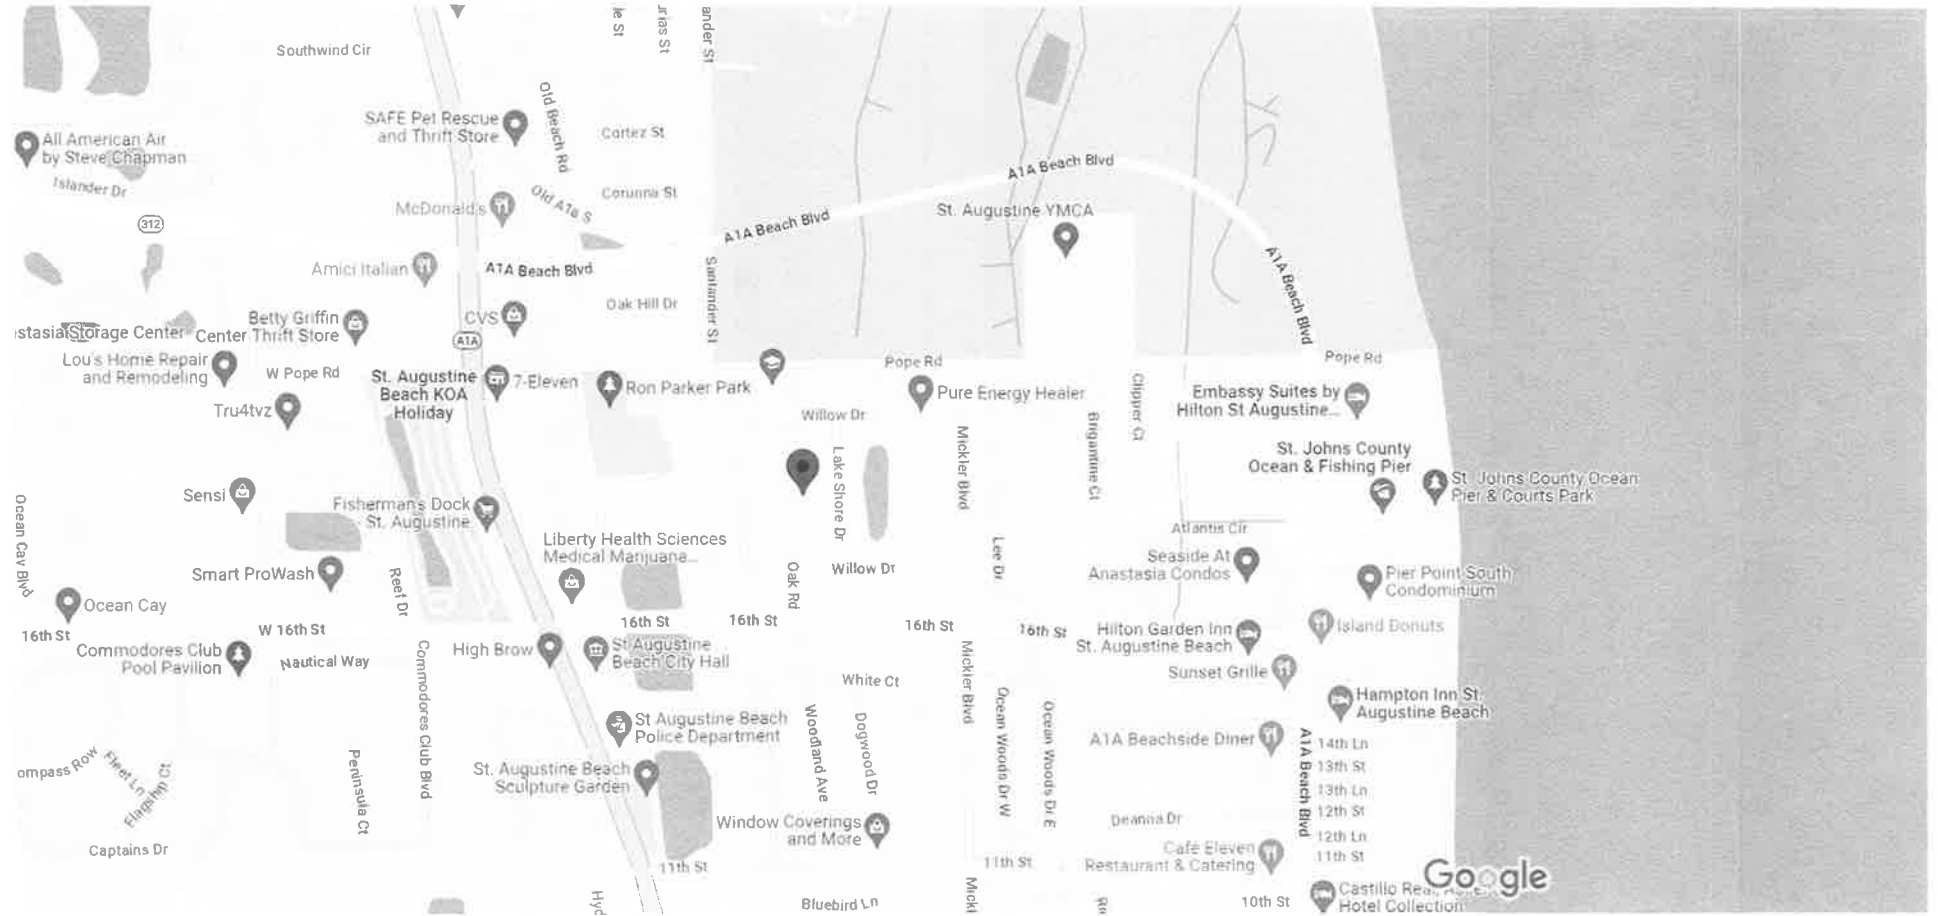 Southwind Cir
ander St
SAFE Pet Rescue
and Thrift Store
Old Beach Rd
Cortez St
All American Air
by Steve Chapman
Islander Dr
A1A Beach Blvd
Corunna St
Old A1a S
McDonald's
St. Augustine YMCA
312
A1A Beach Blvd
Amici Italian
A1A Beach Blvd
A1A Beach Blvd
Santander St
Oak Hill Dr
Betty Griffin
Center Thrift Store
CVS
Storage Center
A1A
Lou's Home Repair
and Remodeling
W Pope Rd
Pope Rd
Pope Rd
St. Augustine
Beach KOA
Holiday
7-Eleven
Ron Parker Park
Pure Energy Healer
Clipper Ct
Embassy Suites by
Hilton St Augustine...
Tru4tvz
Willow Dr
Brigantine Ct
Mickler Blvd
Lake Shore Dr
St. Johns County
Ocean & Fishing Pier
St. Johns County Ocean
Pier & Courts Park
Sensi
Fisherman's Dock
St. Augustine
Ocean Cay Blvd
Atlantis Cir
Liberty Health Sciences
Medical Marijuana...
Lee Dr
Seaside At
Anastasia Condos
Smart ProWash
Reef Dr
Oak Rd
Willow Dr
Pier Point South
Condominium
Ocean Cay
16th St
W 16th St
16th St
16th St
16th St
16th St
Hilton Garden Inn
St. Augustine Beach
Island Donuts
Commodores Club
Pool Pavilion
Nautical Way
High Brow
St Augustine
Beach City Hall
Commodores Club Blvd
White Ct
Mickler Blvd
Sunset Grille
Hampton Inn St.
Augustine Beach
St Augustine Beach
Police Department
Woodland Ave
Dogwood Dr
Ocean Woods Dr W
Ocean Woods Dr E
A1A Beachside Diner
A1A Beach Blvd
14th Ln
13th St
13th Ln
12th St
12th Ln
11th St
ompass Row
Fleet Ln
Flagship Ct
Peninsula Ct
St. Augustine Beach
Sculpture Garden
Window Coverings
and More
Deanna Dr
Captains Dr
11th St
11th St
Café Eleven
Restaurant & Catering
Google
Bluebird Ln
10th St
Castillo Real,
Hotel Collection